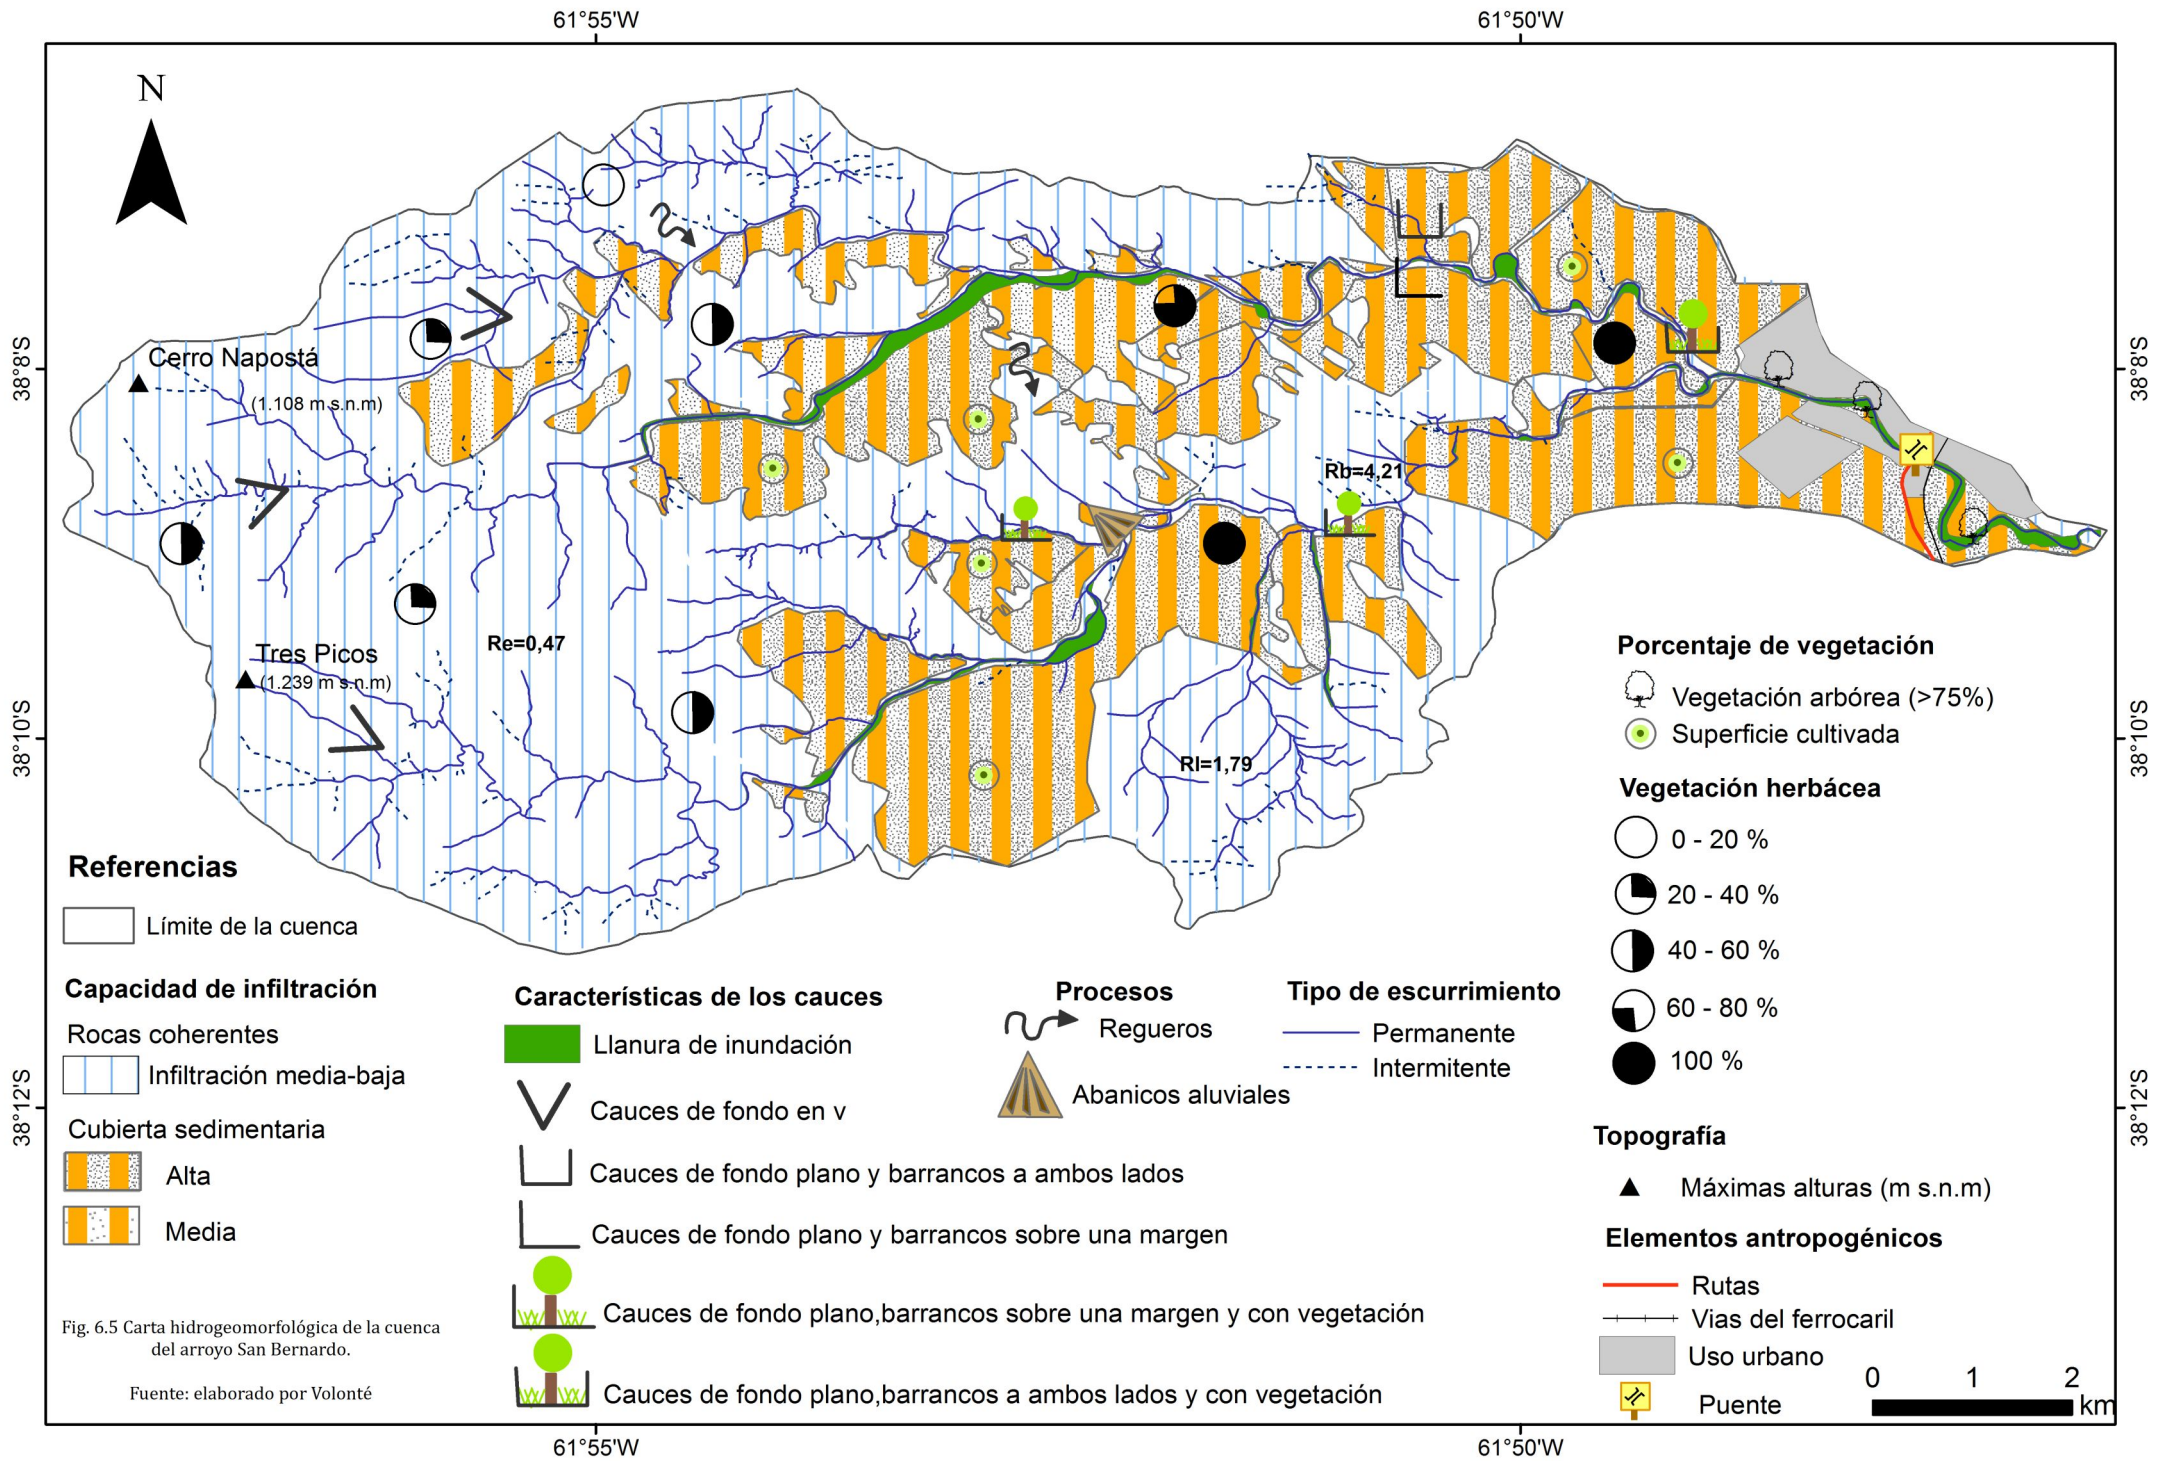 61°55'W
61°50'W
N
38°8'S
38°8'S
Cerro Napostá
(1.108 m s.n.m)
Rb=4,21
Re=0,47
Tres Picos
(1.239 m s.n.m)
Rl=1,79
38°10'S
38°10'S
38°12'S
38°12'S
Referencias
Límite de la cuenca
Capacidad de infiltración
Rocas coherentes
Infiltración media-baja
Cubierta sedimentaria
Alta
Media
Fig. 6.5 Carta hidrogeomorfológica de la cuenca
del arroyo San Bernardo.
Fuente: elaborado por Volonté
Características de los cauces
Llanura de inundación
Cauces de fondo en v
Cauces de fondo plano y barrancos a ambos lados
Cauces de fondo plano y barrancos sobre una margen
Cauces de fondo plano,barrancos sobre una margen y con vegetación
Cauces de fondo plano,barrancos a ambos lados y con vegetación
Procesos
Regueros
Abanicos aluviales
Tipo de escurrimiento
Permanente
Intermitente
Porcentaje de vegetación
Vegetación arbórea (>75%)
Superficie cultivada
Vegetación herbácea
0 - 20 %
20 - 40 %
40 - 60 %
60 - 80 %
100 %
Topografía
Máximas alturas (m s.n.m)
Elementos antropogénicos
Rutas
Vias del ferrocaril
Uso urbano
Puente
0 1 2
km
61°55'W
61°50'W